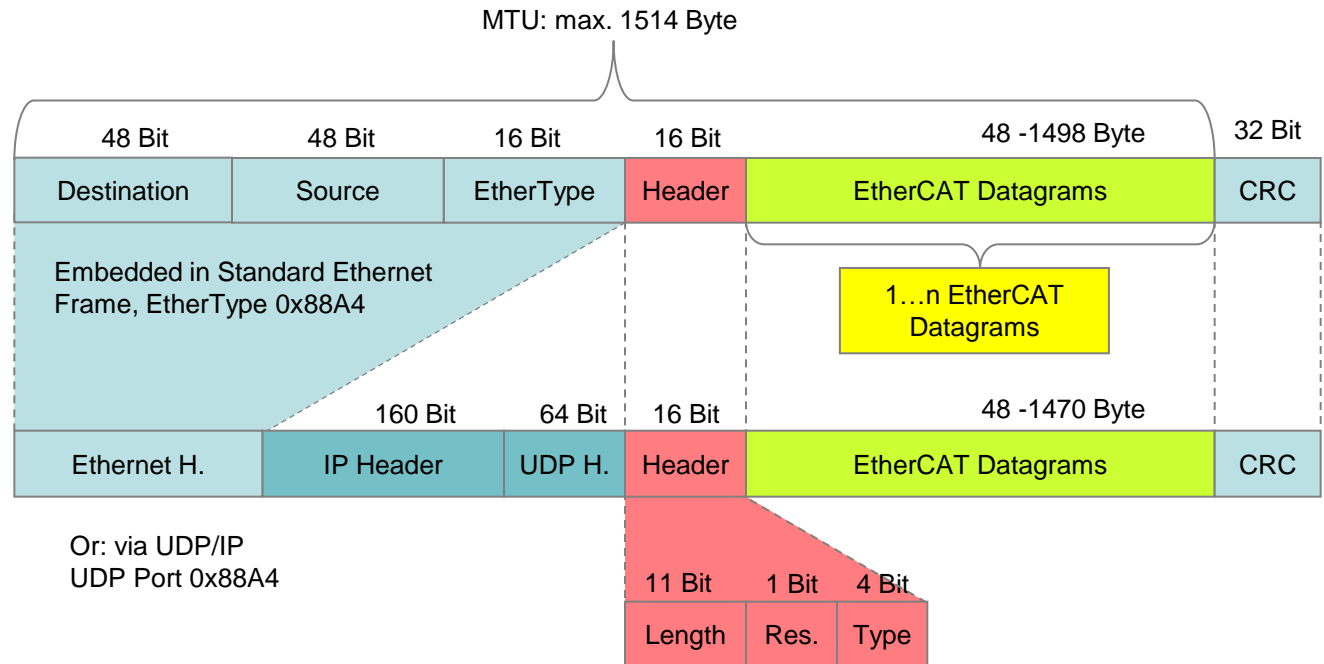 MTU: max. 1514 Byte
48 Bit
48 Bit
16 Bit
16 Bit
48 -1498 Byte
32 Bit
Destination
Source
EtherType
Header
EtherCAT Datagrams
CRC
Embedded in Standard Ethernet
Frame, EtherType 0x88A4
1…n EtherCAT
Datagrams
160 Bit
64 Bit
16 Bit
48 -1470 Byte
Ethernet H.
IP Header
UDP H.
Header
EtherCAT Datagrams
CRC
Or: via UDP/IP
UDP Port 0x88A4
11 Bit
1 Bit
4 Bit
Length
Res.
Type